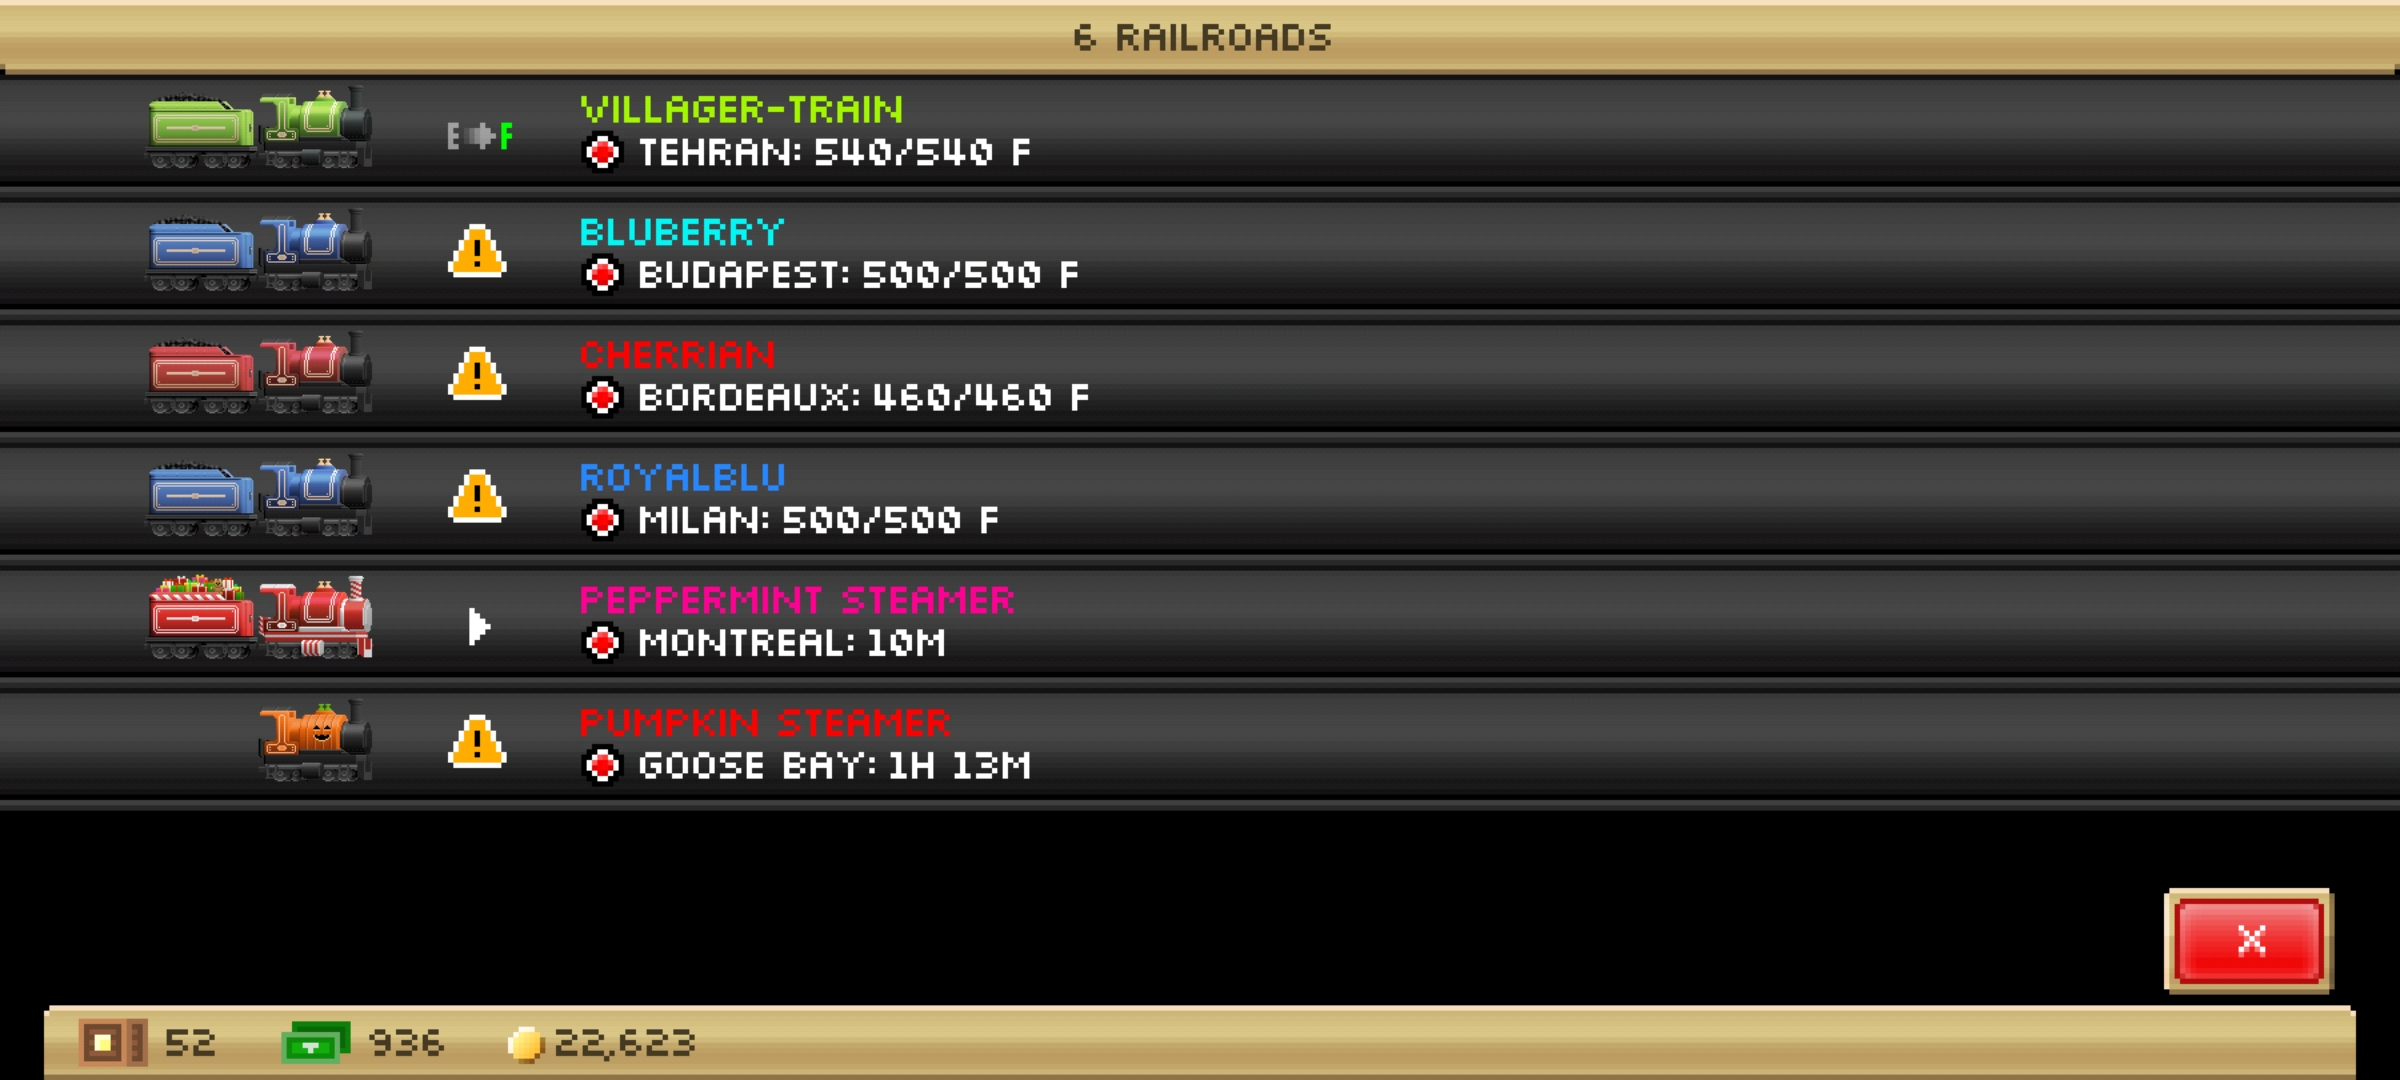 6 RAILROADS
VILLAGER-TRAIN
E F
TEHRAN: 540/540 F
BLUBERRY
BUDAPEST: 500/500 F
CHERRIAN
BORDEAUX: 460/460 F
ROYALBLU
MILAN: 500/500 F
PEPPERMINT STEAMER
MONTREAL: 10M
PUMPKIN STEAMER
GOOSE BAY: 1H 13M
X
52 936 22,623